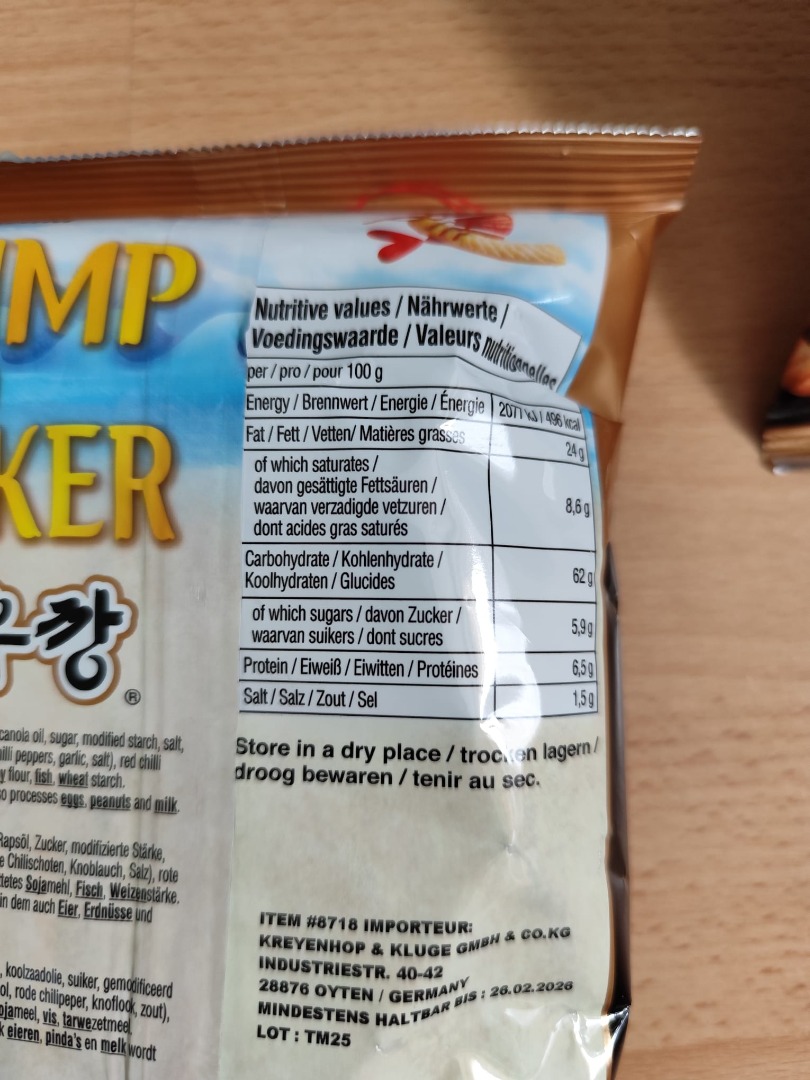 MP
KER
깡
®
canola oil, sugar, modified starch, salt,
illi peppers, garlic, salt), red chilli
y flour, fish, wheat starch.
so processes eggs, peanuts and milk.
Rapsöl, Zucker, modifizierte Stärke,
e Chilischoten, Knoblauch, Salz), rote
tetes Sojamehl, Fisch, Weizenstärke.
in dem auch Eier, Erdnüsse und
, koolzaadolie, suiker, gemodificeerd
ol, rode chilipeper, knoflook, zout),
ojameel, vis, tarwezetmeel.
k eieren, pinda's en melk wordt
Nutritive values / Nährwerte /
Voedingswaarde / Valeurs nutritionnelles
per / pro / pour 100 g
Energy / Brennwert / Energie / Énergie 2077 kJ / 496 kcal
Fat / Fett / Vetten/ Matières grasses 24 g
of which saturates /
davon gesättigte Fettsäuren /
waarvan verzadigde vetzuren / 8,6 g
dont acides gras saturés
Carbohydrate / Kohlenhydrate /
Koolhydraten / Glucides 62 g
of which sugars / davon Zucker /
waarvan suikers / dont sucres 5,9 g
Protein / Eiweiß / Eiwitten / Protéines 6,5 g
Salt / Salz / Zout / Sel 1,5 g
Store in a dry place / trocken lagern /
droog bewaren / tenir au sec.
ITEM #8718 IMPORTEUR:
KREYENHOP & KLUGE GMBH & CO.KG
INDUSTRIESTR. 40-42
28876 OYTEN / GERMANY
MINDESTENS HALTBAR BIS : 26.02.2026
LOT : TM25